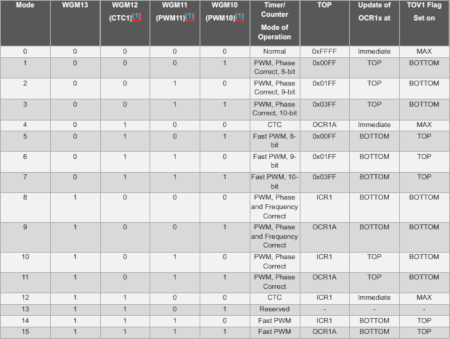 Mode WGM13 WGM12 (CTC1)[1] WGM11 (PWM11)[1] WGM10 (PWM10)[1] Timer/Counter Mode of Operation TOP Update of OCR1x at TOV1 Flag Set on
0 0 0 0 0 Normal 0xFFFF Immediate MAX
1 0 0 0 1 PWM, Phase Correct, 8-bit 0x00FF TOP BOTTOM
2 0 0 1 0 PWM, Phase Correct, 9-bit 0x01FF TOP BOTTOM
3 0 0 1 1 PWM, Phase Correct, 10-bit 0x03FF TOP BOTTOM
4 0 1 0 0 CTC OCR1A Immediate MAX
5 0 1 0 1 Fast PWM, 8-bit 0x00FF BOTTOM TOP
6 0 1 1 0 Fast PWM, 9-bit 0x01FF BOTTOM TOP
7 0 1 1 1 Fast PWM, 10-bit 0x03FF BOTTOM TOP
8 1 0 0 0 PWM, Phase and Frequency Correct ICR1 BOTTOM BOTTOM
9 1 0 0 1 PWM, Phase and Frequency Correct OCR1A BOTTOM BOTTOM
10 1 0 1 0 PWM, Phase Correct ICR1 TOP BOTTOM
11 1 0 1 1 PWM, Phase Correct OCR1A TOP BOTTOM
12 1 1 0 0 CTC ICR1 Immediate MAX
13 1 1 0 1 Reserved - - -
14 1 1 1 0 Fast PWM ICR1 BOTTOM TOP
15 1 1 1 1 Fast PWM OCR1A BOTTOM TOP